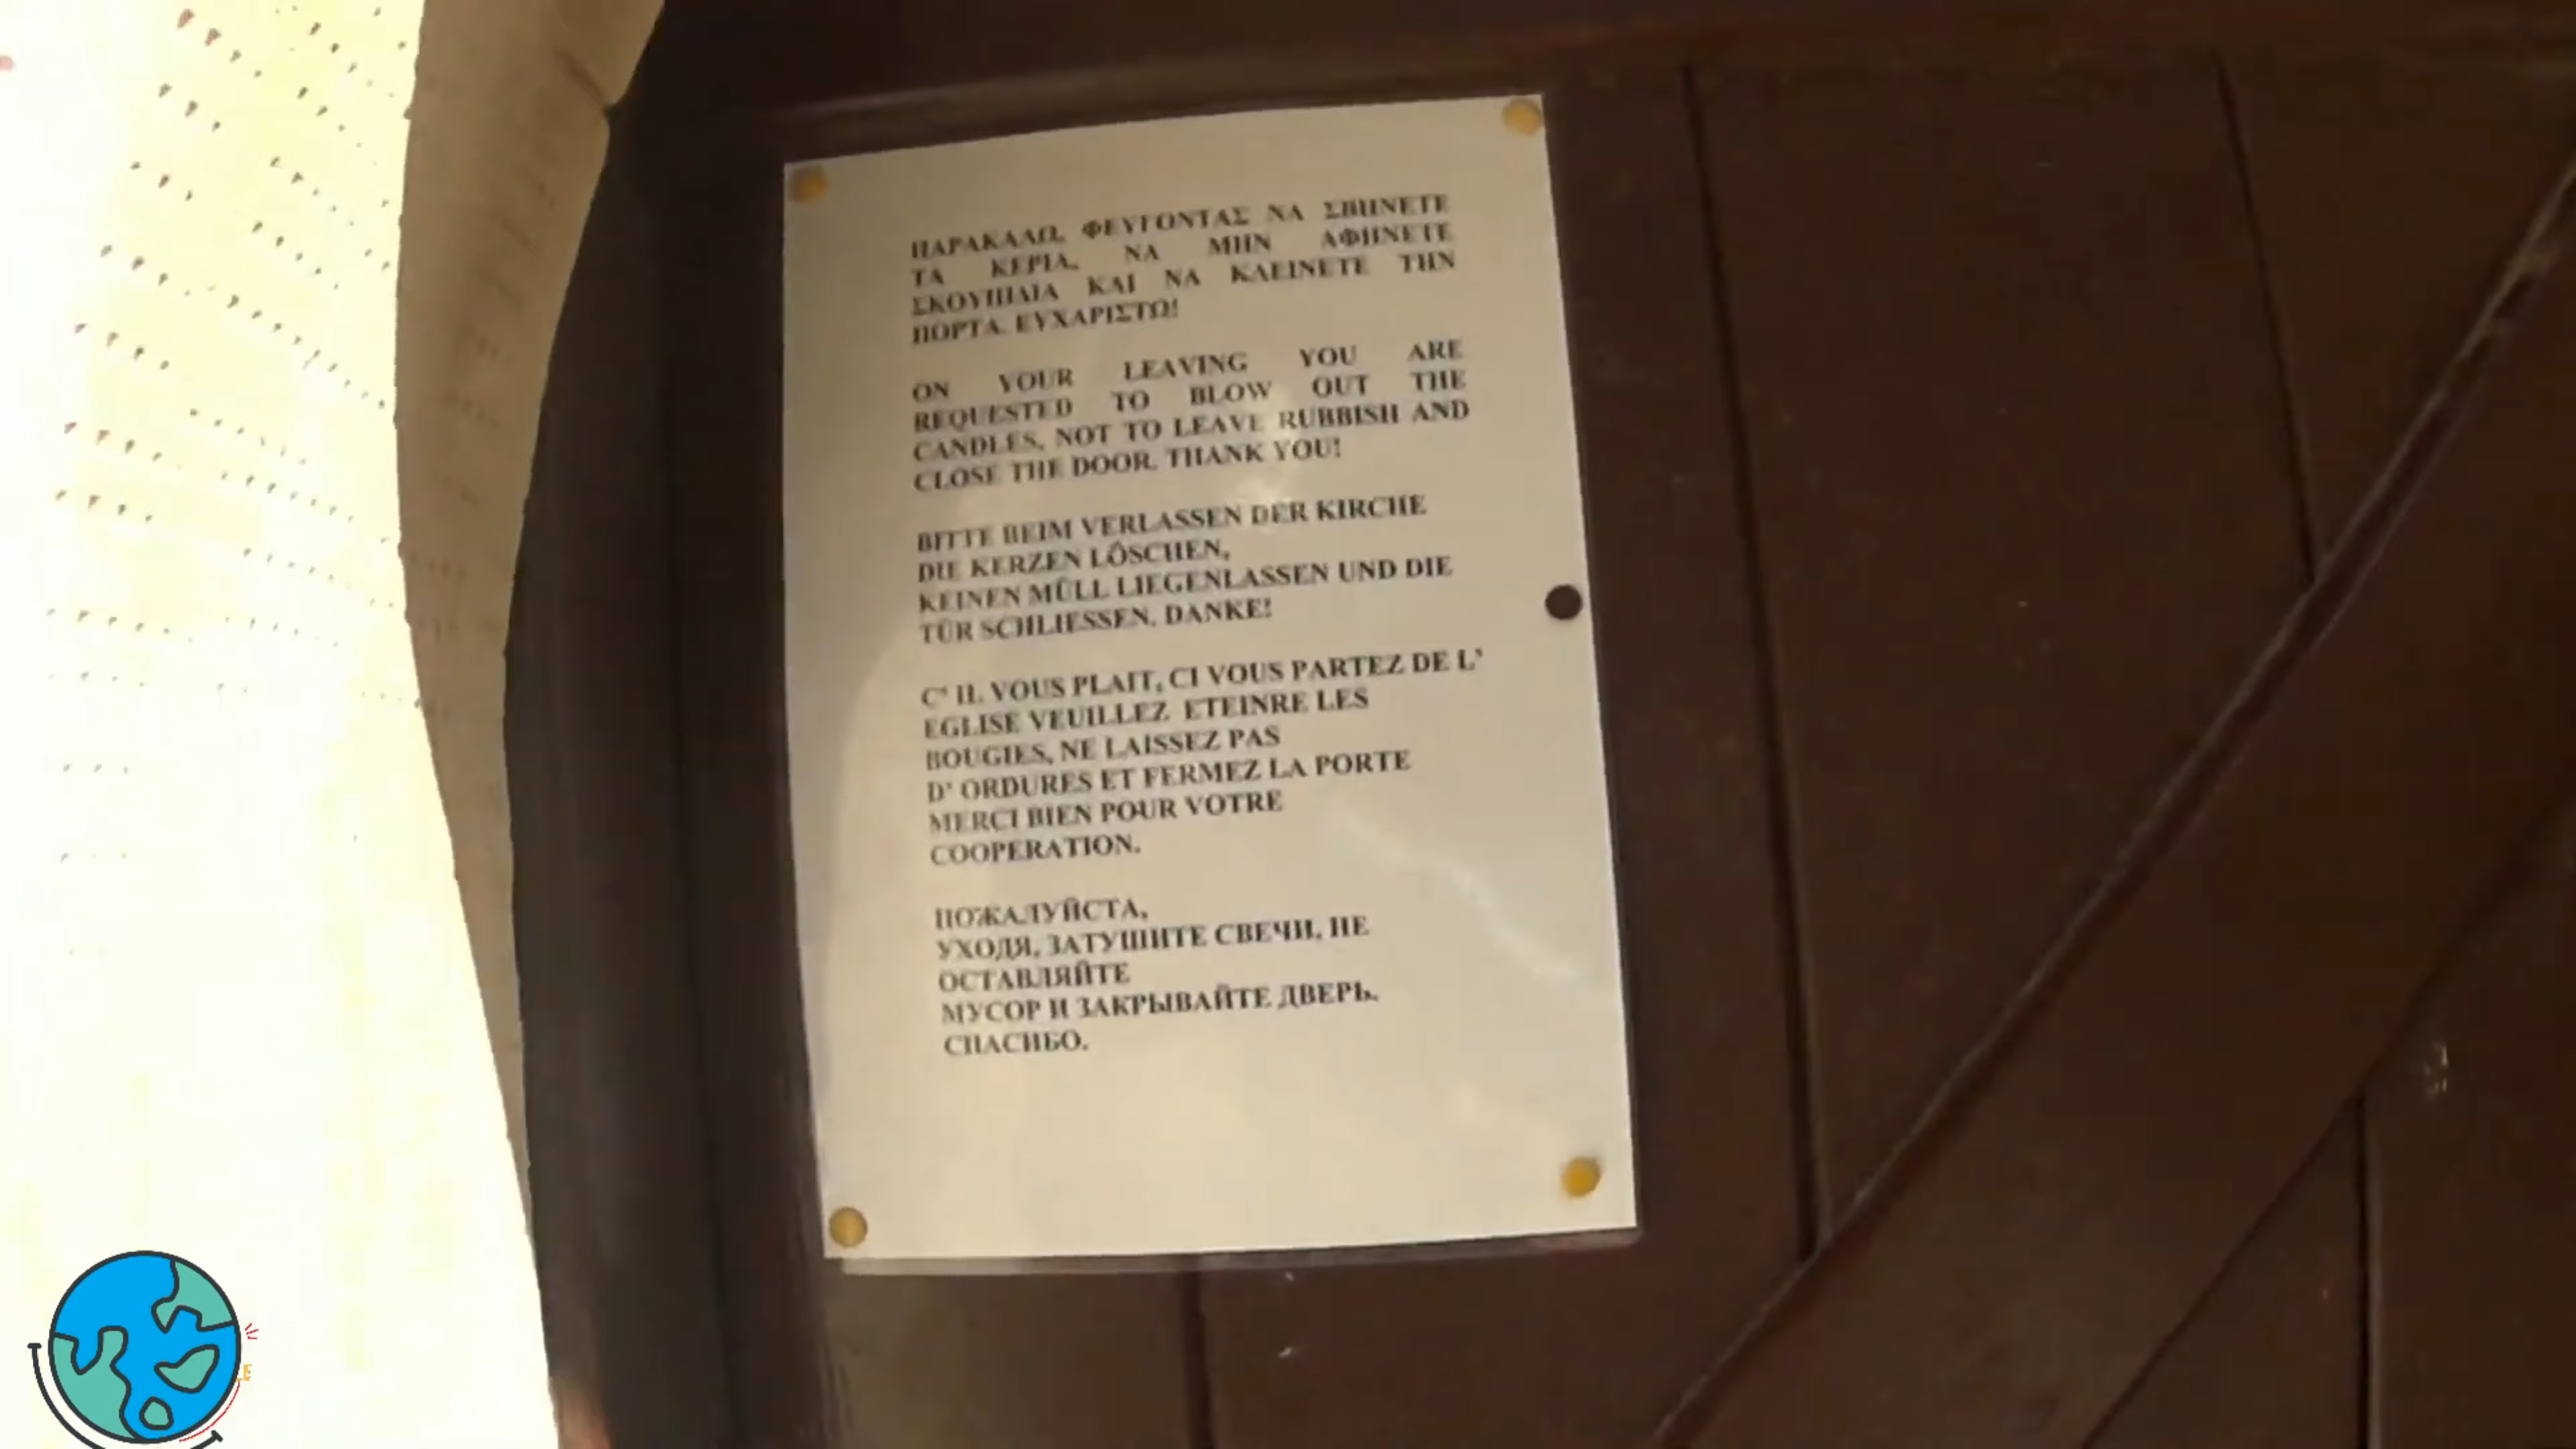 ΠΑΡΑΚΑΛΩ, ΦΕΥΓΟΝΤΑΣ ΝΑ ΣΒΗΝΕΤΕ
ΤΑ ΚΕΡΙΑ, ΝΑ ΜΗΝ ΑΦΗΝΕΤΕ
ΣΚΟΥΠΙΔΙΑ ΚΑΙ ΝΑ ΚΛΕΙΝΕΤΕ ΤΗΝ
ΠΟΡΤΑ. ΕΥΧΑΡΙΣΤΩ!
ON YOUR LEAVING YOU ARE
REQUESTED TO BLOW OUT THE
CANDLES, NOT TO LEAVE RUBBISH AND
CLOSE THE DOOR. THANK YOU!
BITTE BEIM VERLASSEN DER KIRCHE
DIE KERZEN LÖSCHEN,
KEINEN MÜLL LIEGENLASSEN UND DIE
TÜR SCHLIESSEN. DANKE!
C' IL VOUS PLAIT, CI VOUS PARTEZ DE L'
EGLISE VEUILLEZ ETEINRE LES
BOUGIES, NE LAISSEZ PAS
D' ORDURES ET FERMEZ LA PORTE
MERCI BIEN POUR VOTRE
COOPERATION.
ПОЖАЛУЙСТА,
УХОДЯ, ЗАТУШИТЕ СВЕЧИ, НЕ
ОСТАВЛЯЙТЕ
МУСОР И ЗАКРЫВАЙТЕ ДВЕРЬ.
СПАСИБО.